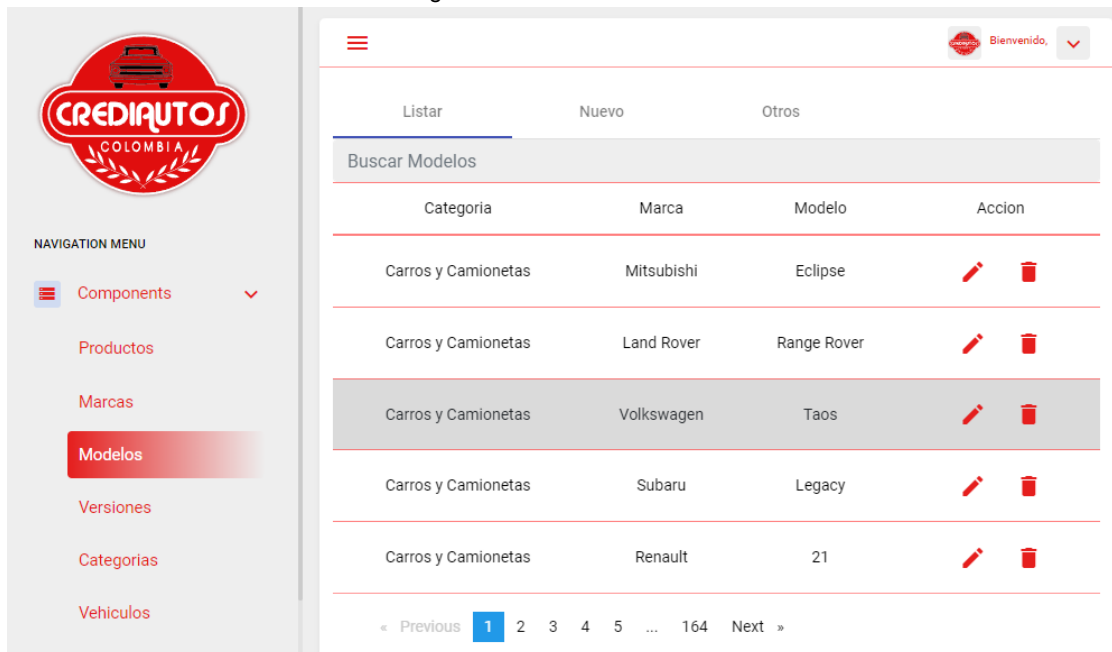 CREDIAUTOS
COLOMBIA
NAVIGATION MENU
Components
Productos
Marcas
Modelos
Versiones
Categorias
Vehiculos
Bienvenido,
Listar Nuevo Otros
Buscar Modelos
Categoria Marca Modelo Accion
Carros y Camionetas Mitsubishi Eclipse
Carros y Camionetas Land Rover Range Rover
Carros y Camionetas Volkswagen Taos
Carros y Camionetas Subaru Legacy
Carros y Camionetas Renault 21
« Previous 1 2 3 4 5 ... 164 Next »